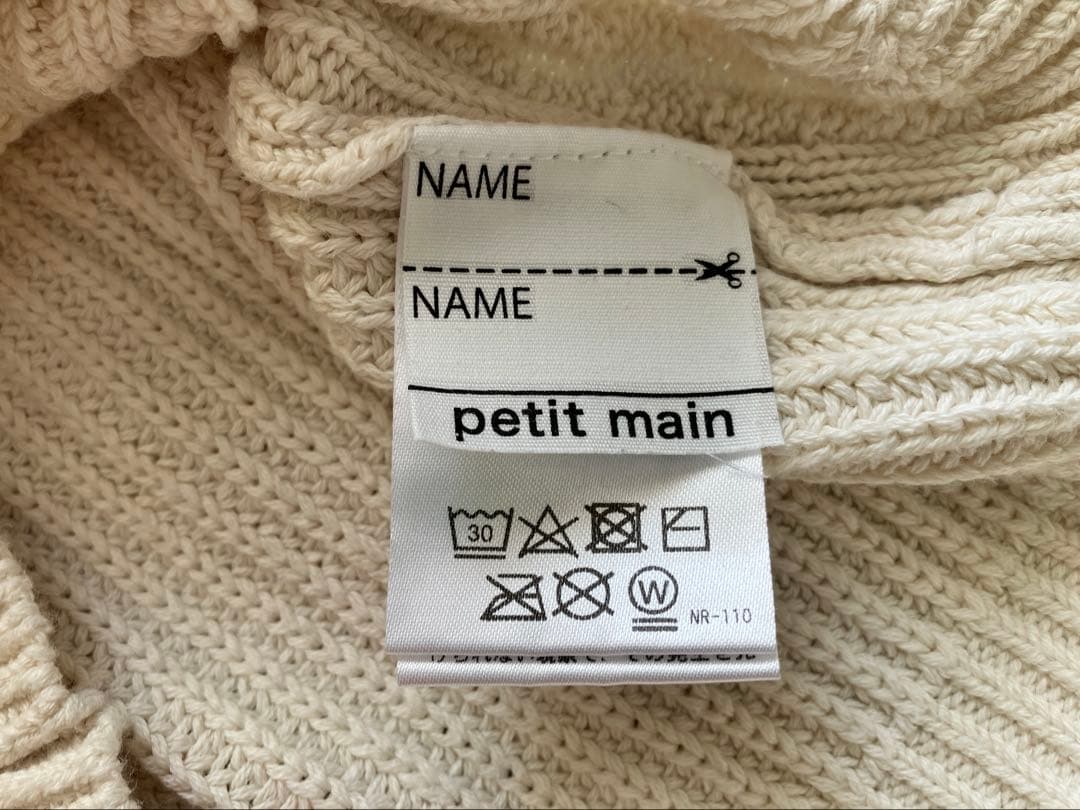 NAME
NAME
petit main
30
W
NR-110